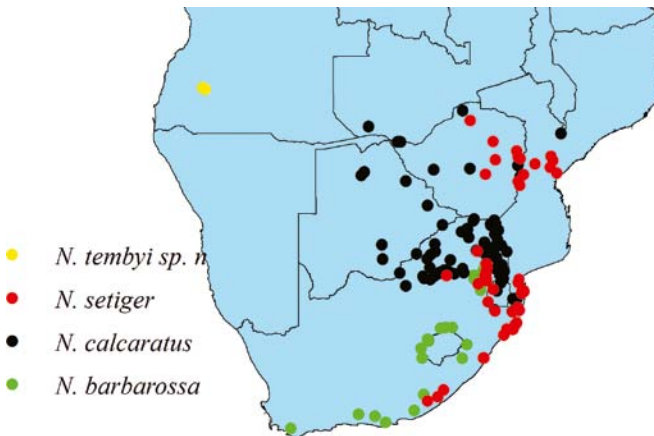 N. tembyi sp. n
N. setiger
N. calcaratus
N. barbarossa